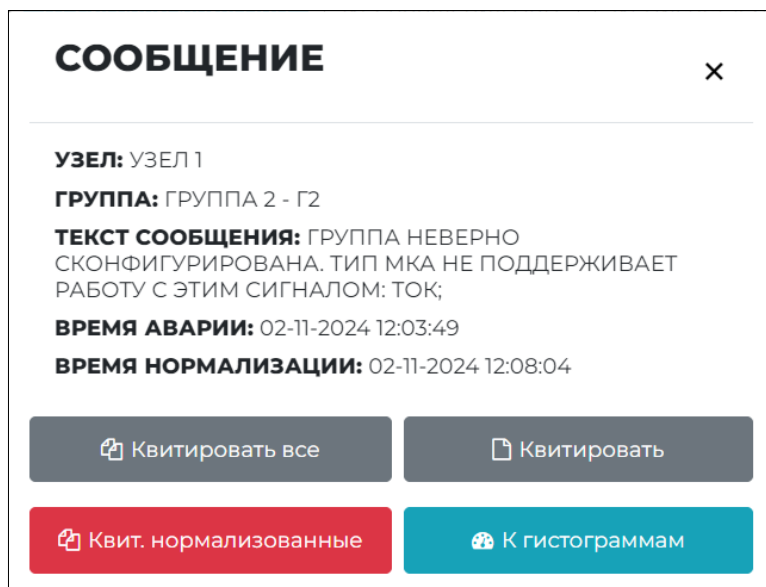 СООБЩЕНИЕ
×
УЗЕЛ: УЗЕЛ 1
ГРУППА: ГРУППА 2 - Г2
ТЕКСТ СООБЩЕНИЯ: ГРУППА НЕВЕРНО
СКОНФИГУРИРОВАНА. ТИП МКА НЕ ПОДДЕРЖИВАЕТ
РАБОТУ С ЭТИМ СИГНАЛОМ: ТОК;
ВРЕМЯ АВАРИИ: 02-11-2024 12:03:49
ВРЕМЯ НОРМАЛИЗАЦИИ: 02-11-2024 12:08:04
Квитировать все
Квитировать
Квит. нормализованные
К гистограммам